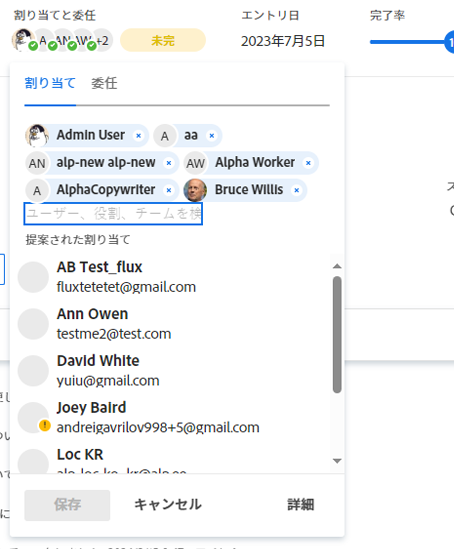 割り当てと委任
エントリ日
完了率
A AN AW +2
未完
2023年7月5日
割り当て
委任
Admin User ×
A aa ×
AN alp-new alp-new ×
AW Alpha Worker ×
A AlphaCopywriter ×
Bruce Willis ×
ユーザー、役割、チームを検
提案された割り当て
AB Test_flux
fluxtetetet@gmail.com
Ann Owen
testme2@test.com
David White
yuiu@gmail.com
Joey Baird
andreigavrilov998+5@gmail.com
Loc KR
保存
キャンセル
詳細